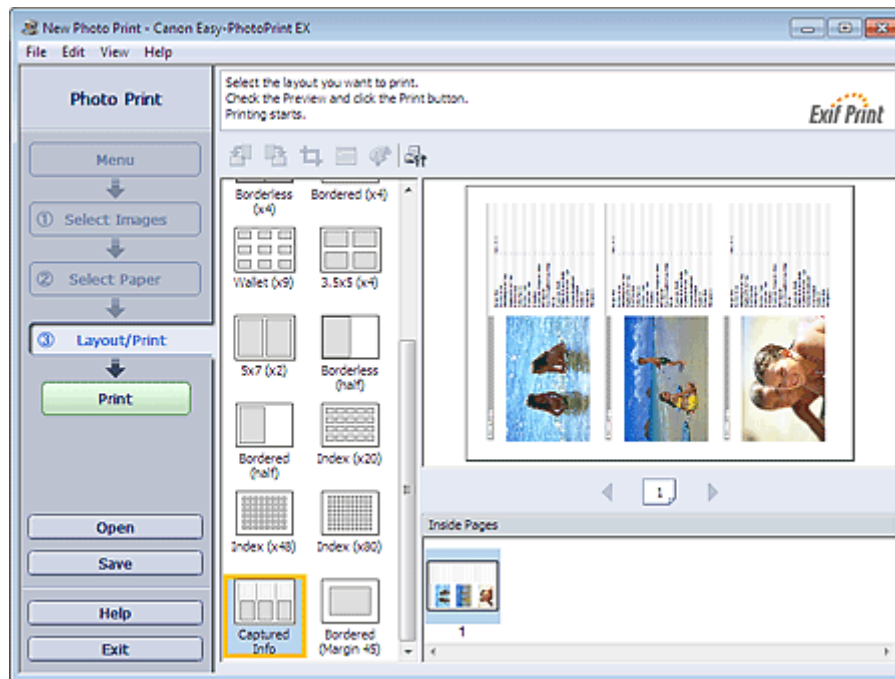 New Photo Print - Canon Easy-PhotoPrint EX
File Edit View Help
Photo Print
Select the layout you want to print.
Check the Preview and click the Print button.
Printing starts.
Exif Print
Menu
① Select Images
② Select Paper
③ Layout/Print
Print
Open
Save
Help
Exit
Borderless
(x4)
Bordered (x4)
Wallet (x9)
3.5x5 (x4)
5x7 (x2)
Borderless
(half)
Bordered
(half)
Index (x20)
Index (x48)
Index (x80)
Captured
Info
Bordered
(Margin 45)
1
Inside Pages
1